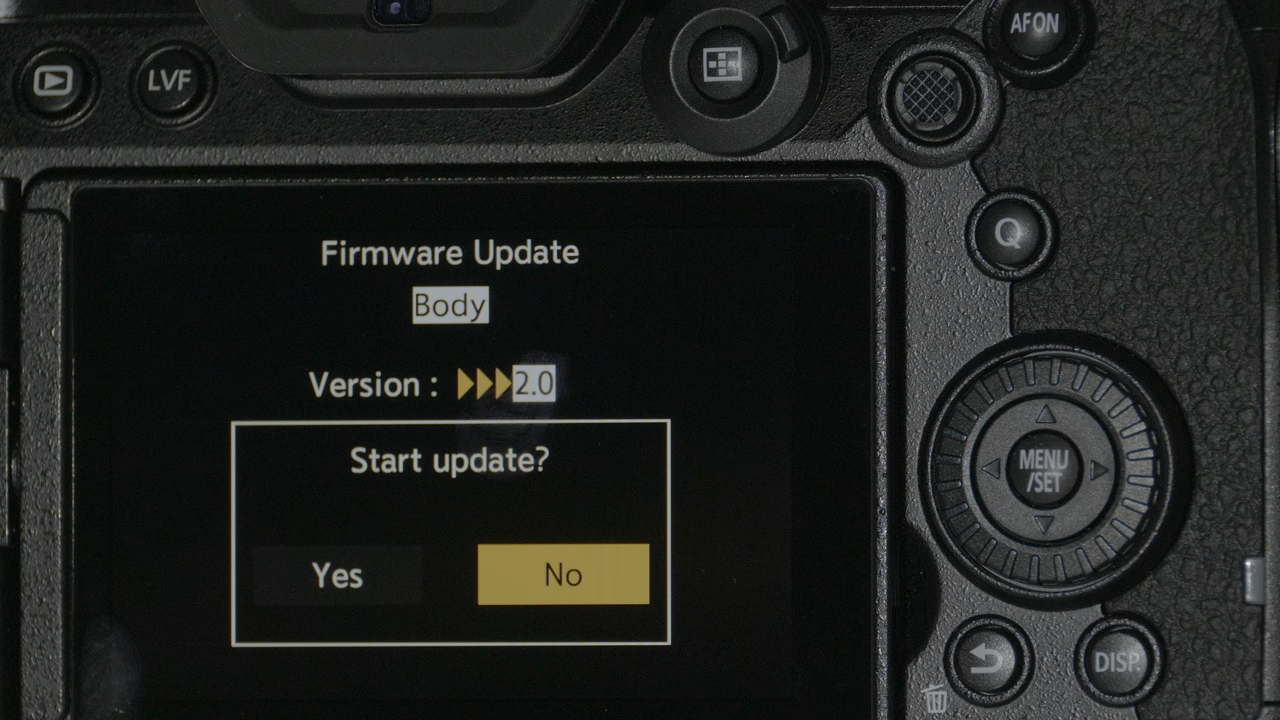 AF ON
LVF
Q
Firmware Update
Body
Version : 2.0
Start update?
Yes No
MENU
/SET
DISP.